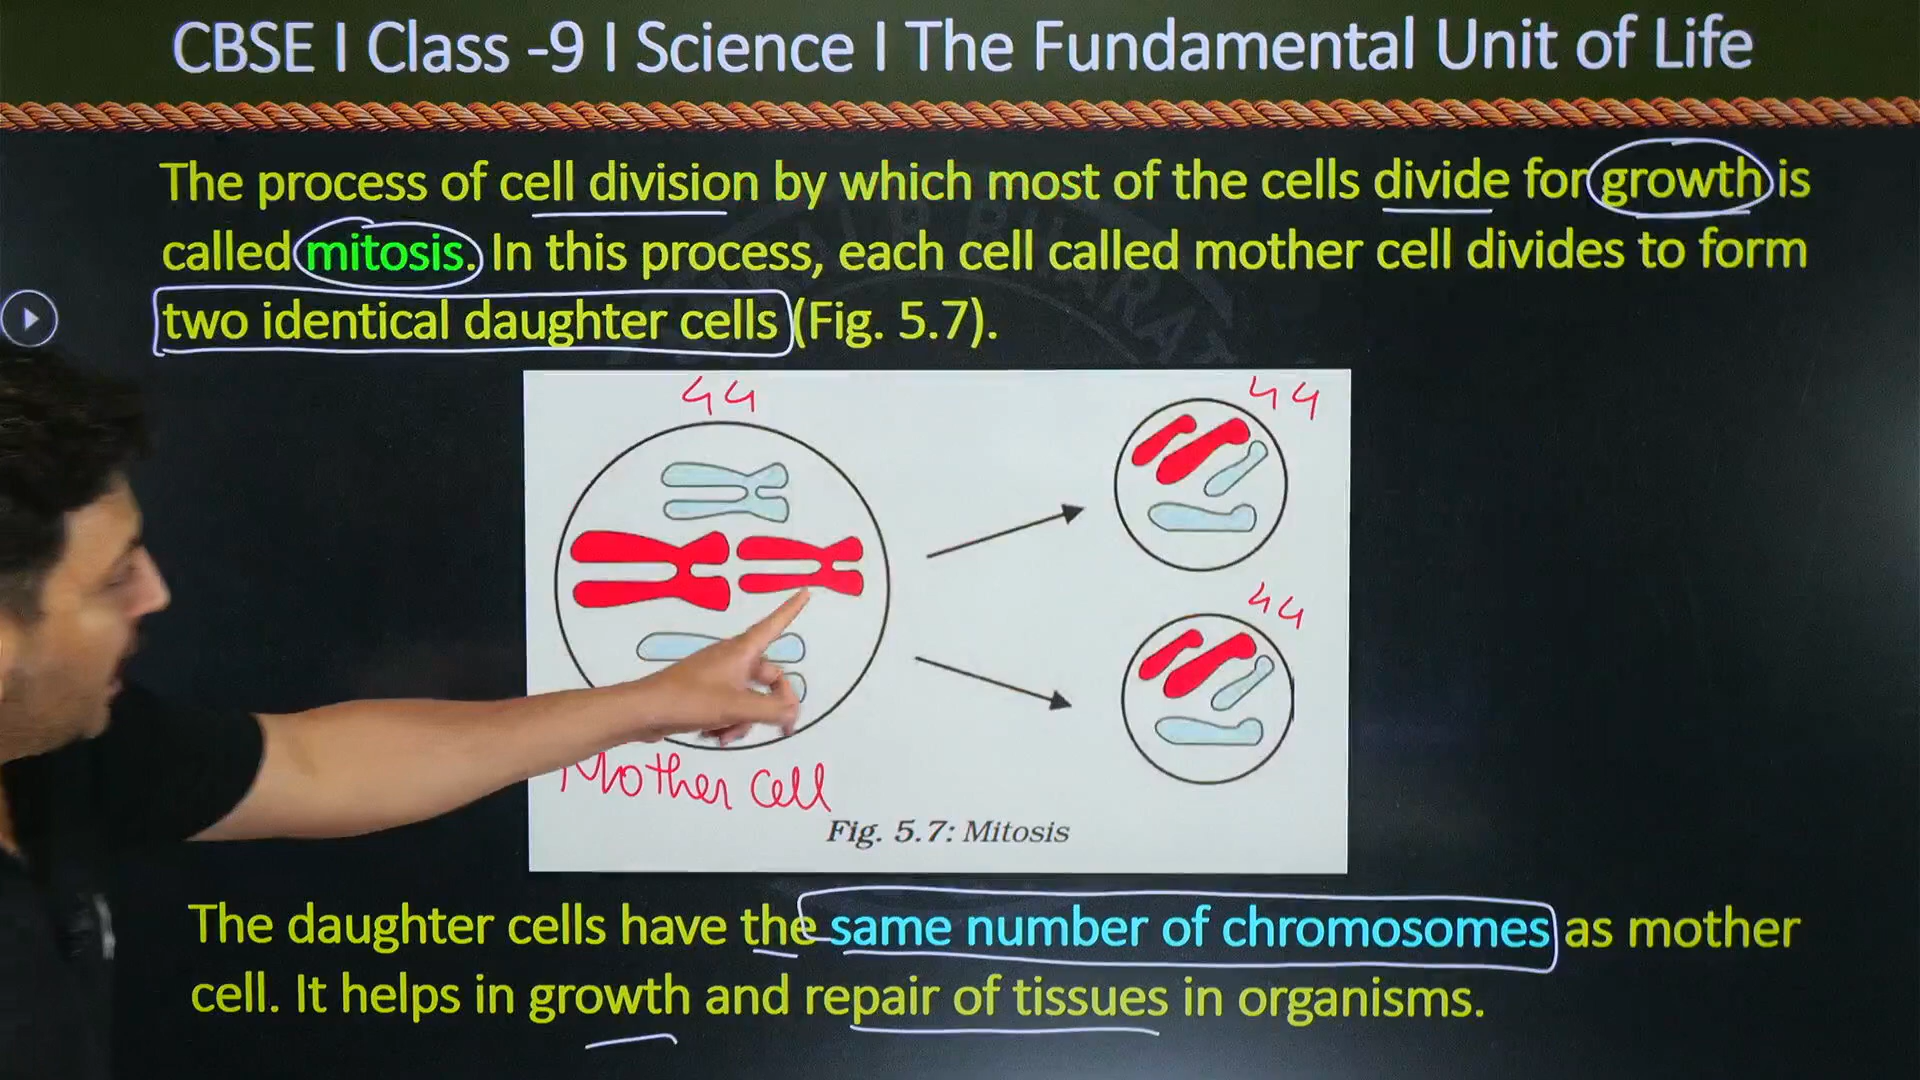 CBSE I Class -9 I Science I The Fundamental Unit of Life
The process of cell division by which most of the cells divide for growth is
called mitosis. In this process, each cell called mother cell divides to form
two identical daughter cells (Fig. 5.7).
44
44
44
Mother cell
Fig. 5.7: Mitosis
The daughter cells have the same number of chromosomes as mother
cell. It helps in growth and repair of tissues in organisms.